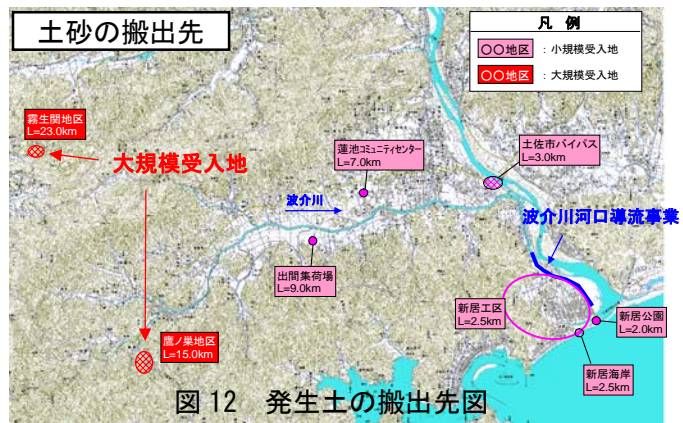 土砂の搬出先
凡 例
〇〇地区 ：小規模受入地
〇〇地区 ：大規模受入地
霧生関地区
L=23.0km
大規模受入地
蓮池コミュニティセンター
L=7.0km
土佐市バイパス
L=3.0km
波介川
波介川河口導流事業
出間集荷場
L=9.0km
新居工区
L=2.5km
新居公園
L=2.0km
鷹ノ巣地区
L=15.0km
新居海岸
L=2.5km
図 12 発生土の搬出先図